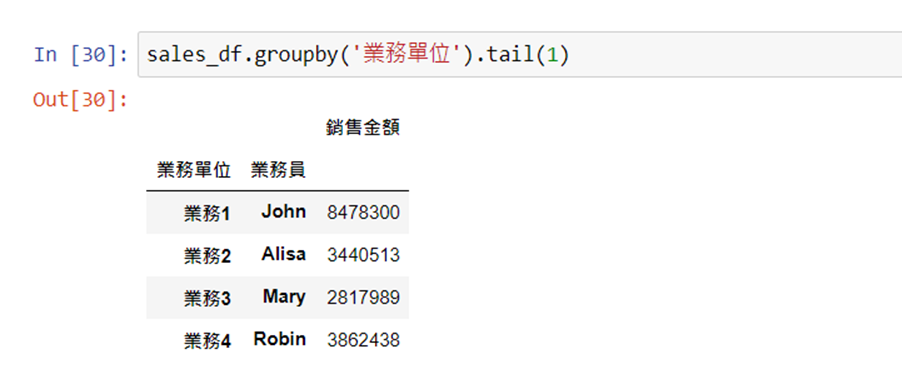 In [30]: sales_df.groupby('業務單位').tail(1)
Out[30]:
銷售金額
業務單位 業務員
業務1 John 8478300
業務2 Alisa 3440513
業務3 Mary 2817989
業務4 Robin 3862438